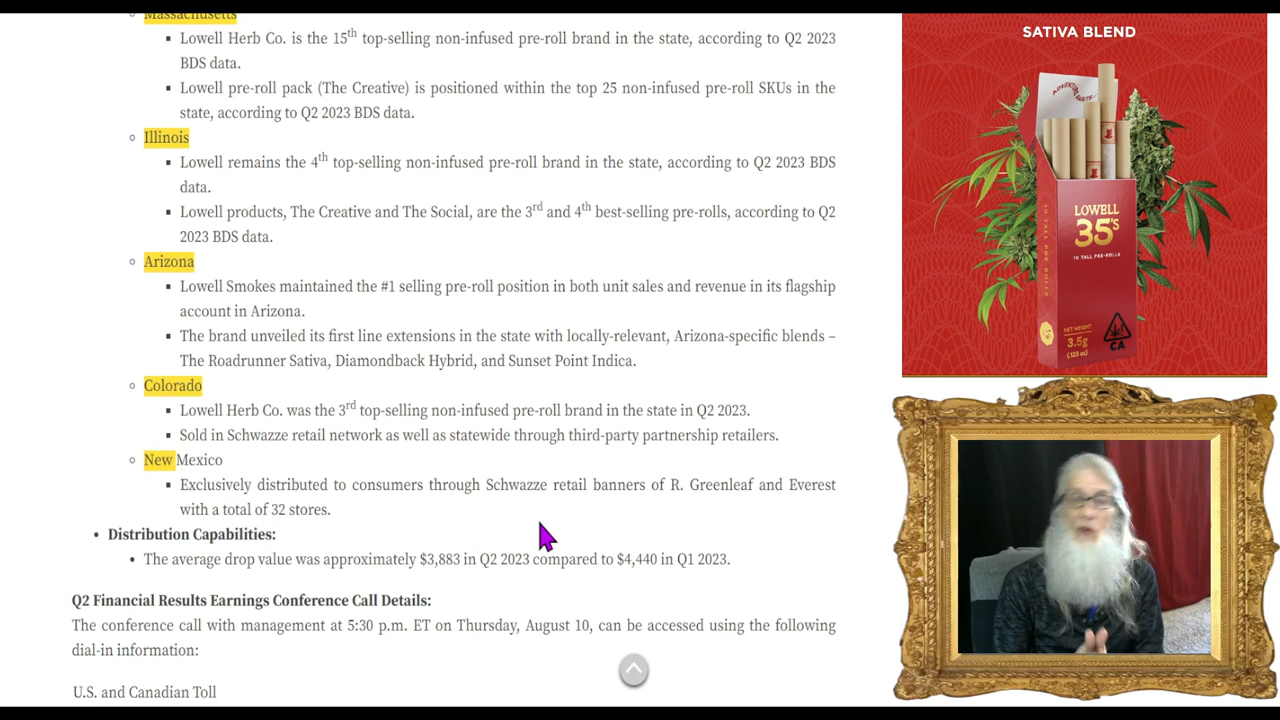 Massachusetts
Lowell Herb Co. is the 15th top-selling non-infused pre-roll brand in the state, according to Q2 2023
BDS data.
Lowell pre-roll pack (The Creative) is positioned within the top 25 non-infused pre-roll SKUs in the
state, according to Q2 2023 BDS data.
Illinois
Lowell remains the 4th top-selling non-infused pre-roll brand in the state, according to Q2 2023 BDS
data.
Lowell products, The Creative and The Social, are the 3rd and 4th best-selling pre-rolls, according to Q2
2023 BDS data.
Arizona
Lowell Smokes maintained the #1 selling pre-roll position in both unit sales and revenue in its flagship
account in Arizona.
The brand unveiled its first line extensions in the state with locally-relevant, Arizona-specific blends –
The Roadrunner Sativa, Diamondback Hybrid, and Sunset Point Indica.
Colorado
Lowell Herb Co. was the 3rd top-selling non-infused pre-roll brand in the state in Q2 2023.
Sold in Schwazze retail network as well as statewide through third-party partnership retailers.
New Mexico
Exclusively distributed to consumers through Schwazze retail banners of R. Greenleaf and Everest
with a total of 32 stores.
Distribution Capabilities:
The average drop value was approximately $3,883 in Q2 2023 compared to $4,440 in Q1 2023.
Q2 Financial Results Earnings Conference Call Details:
The conference call with management at 5:30 p.m. ET on Thursday, August 10, can be accessed using the following
dial-in information:
U.S. and Canadian Toll
SATIVA BLEND
LOWELL
35'S
10 TALL PRE-ROLLS
NET WEIGHT
3.5g
(.123 oz)
CA